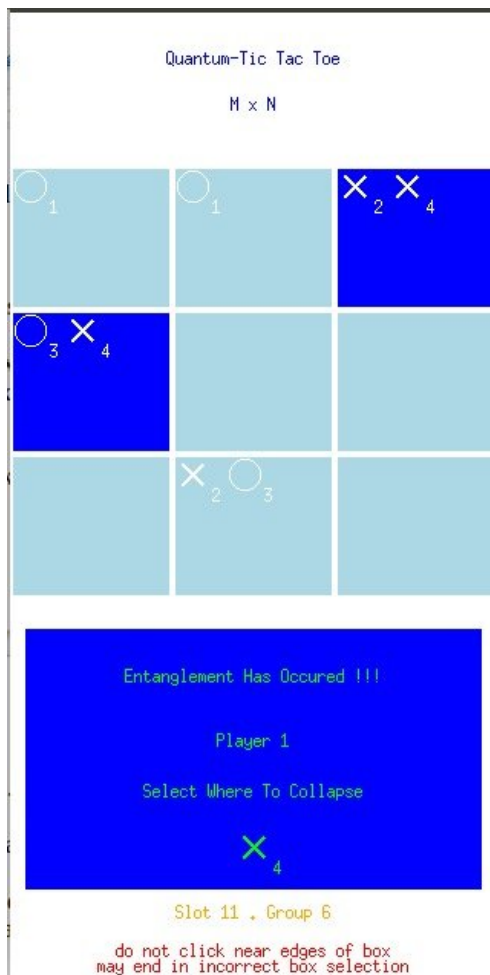 Quantum-Tic Tac Toe
M x N
○1 ○1 ×2 ×4
○3 ×4
×2 ○3
Entanglement Has Occured !!!
Player 1
Select Where To Collapse
×4
Slot 11 . Group 6
do not click near edges of box
may end in incorrect box selection